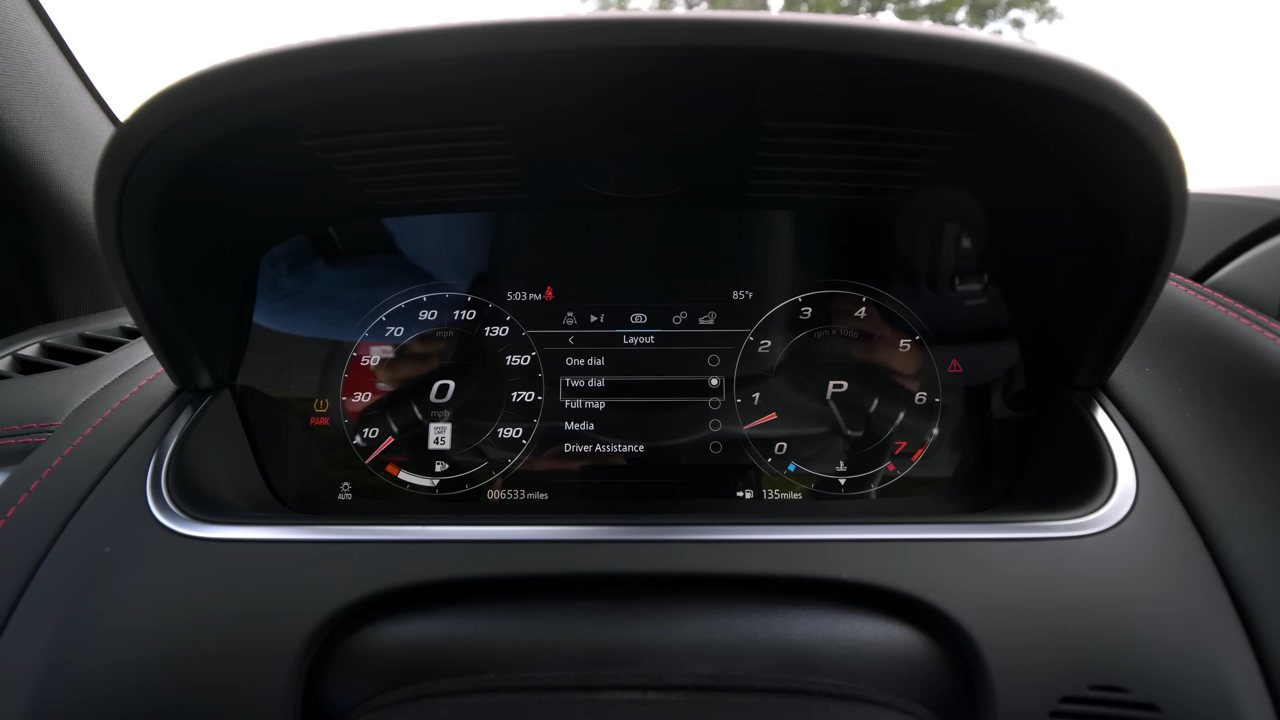 5:03 PM
85°F
Layout
One dial
Two dial
Full map
Media
Driver Assistance
10
30
50
70
90
110
130
150
170
190
mph
0
mph
SPEED
LIMIT
45
PARK
AUTO
006533 miles
0
1
2
3
4
5
6
7
rpm x 1000
P
135miles